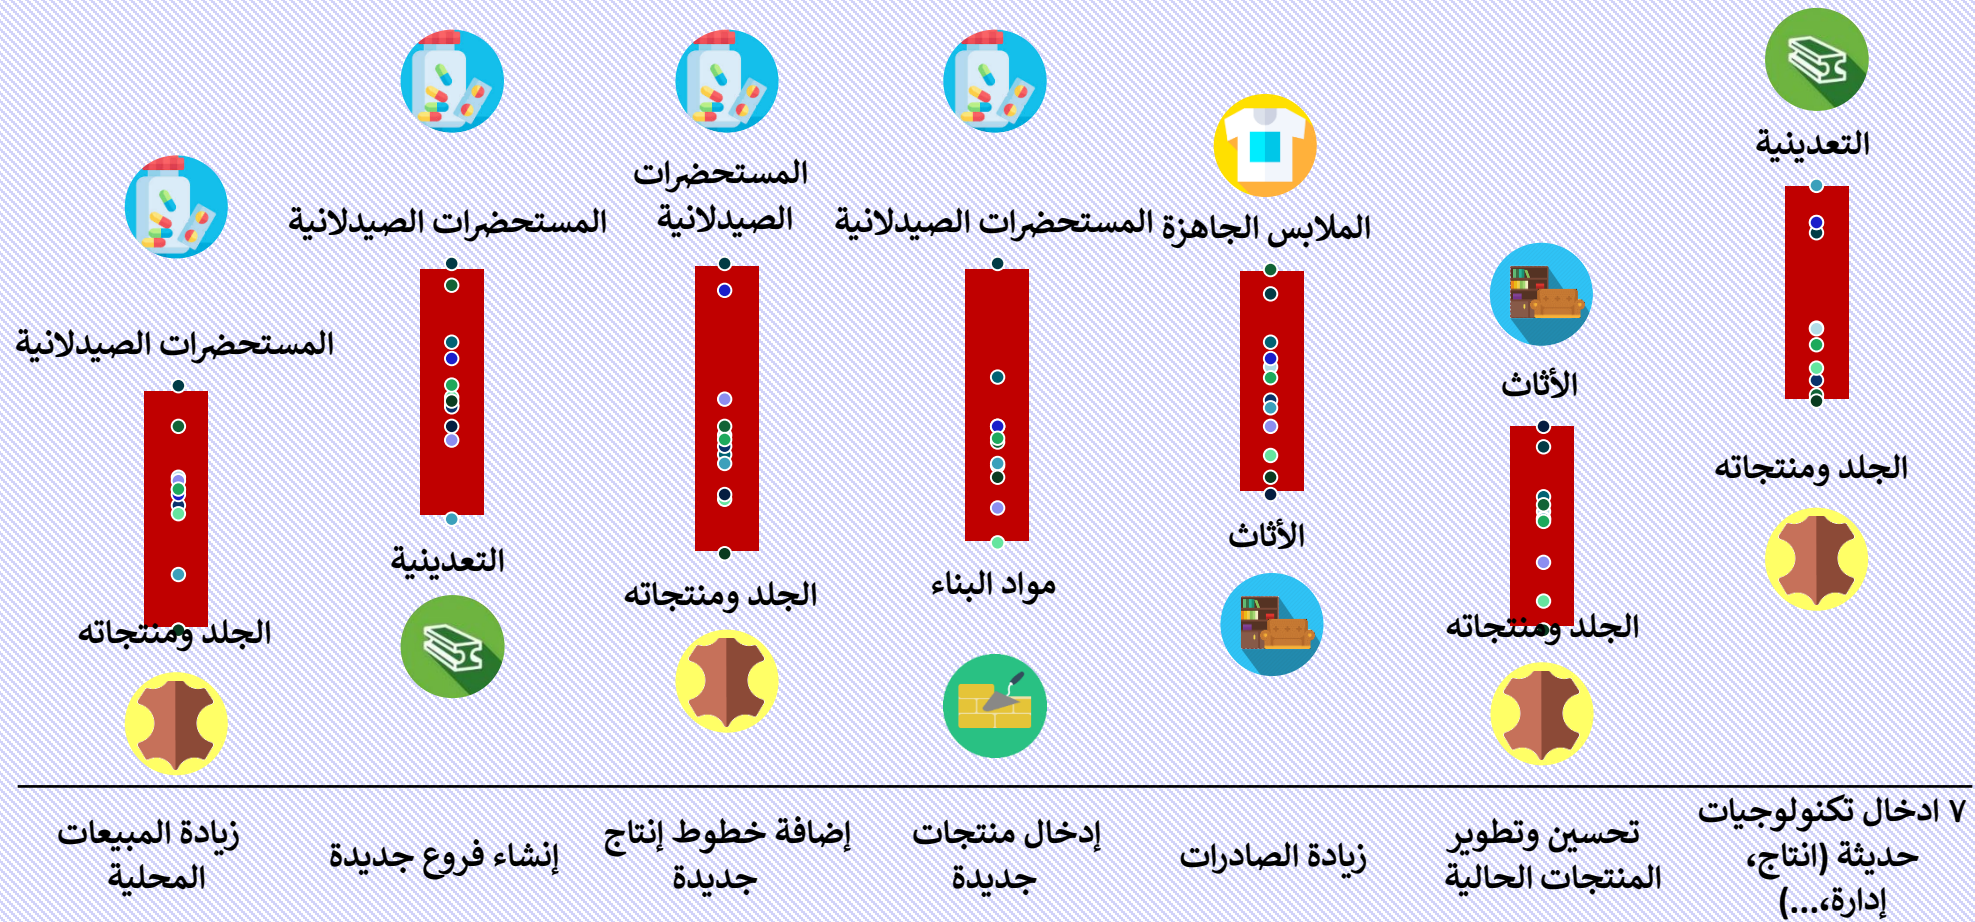 التعدينية
الجلد ومنتجاته
٧ ادخال تكنولوجيات
حديثة (انتاج،
إدارة،...)
الأثاث
الجلد ومنتجاته
تحسين وتطوير
المنتجات الحالية
الملابس الجاهزة
الأثاث
زيادة الصادرات
المستحضرات الصيدلانية
مواد البناء
إدخال منتجات
جديدة
المستحضرات
الصيدلانية
الجلد ومنتجاته
إضافة خطوط إنتاج
جديدة
المستحضرات الصيدلانية
التعدينية
إنشاء فروع جديدة
المستحضرات الصيدلانية
الجلد ومنتجاته
زيادة المبيعات
المحلية